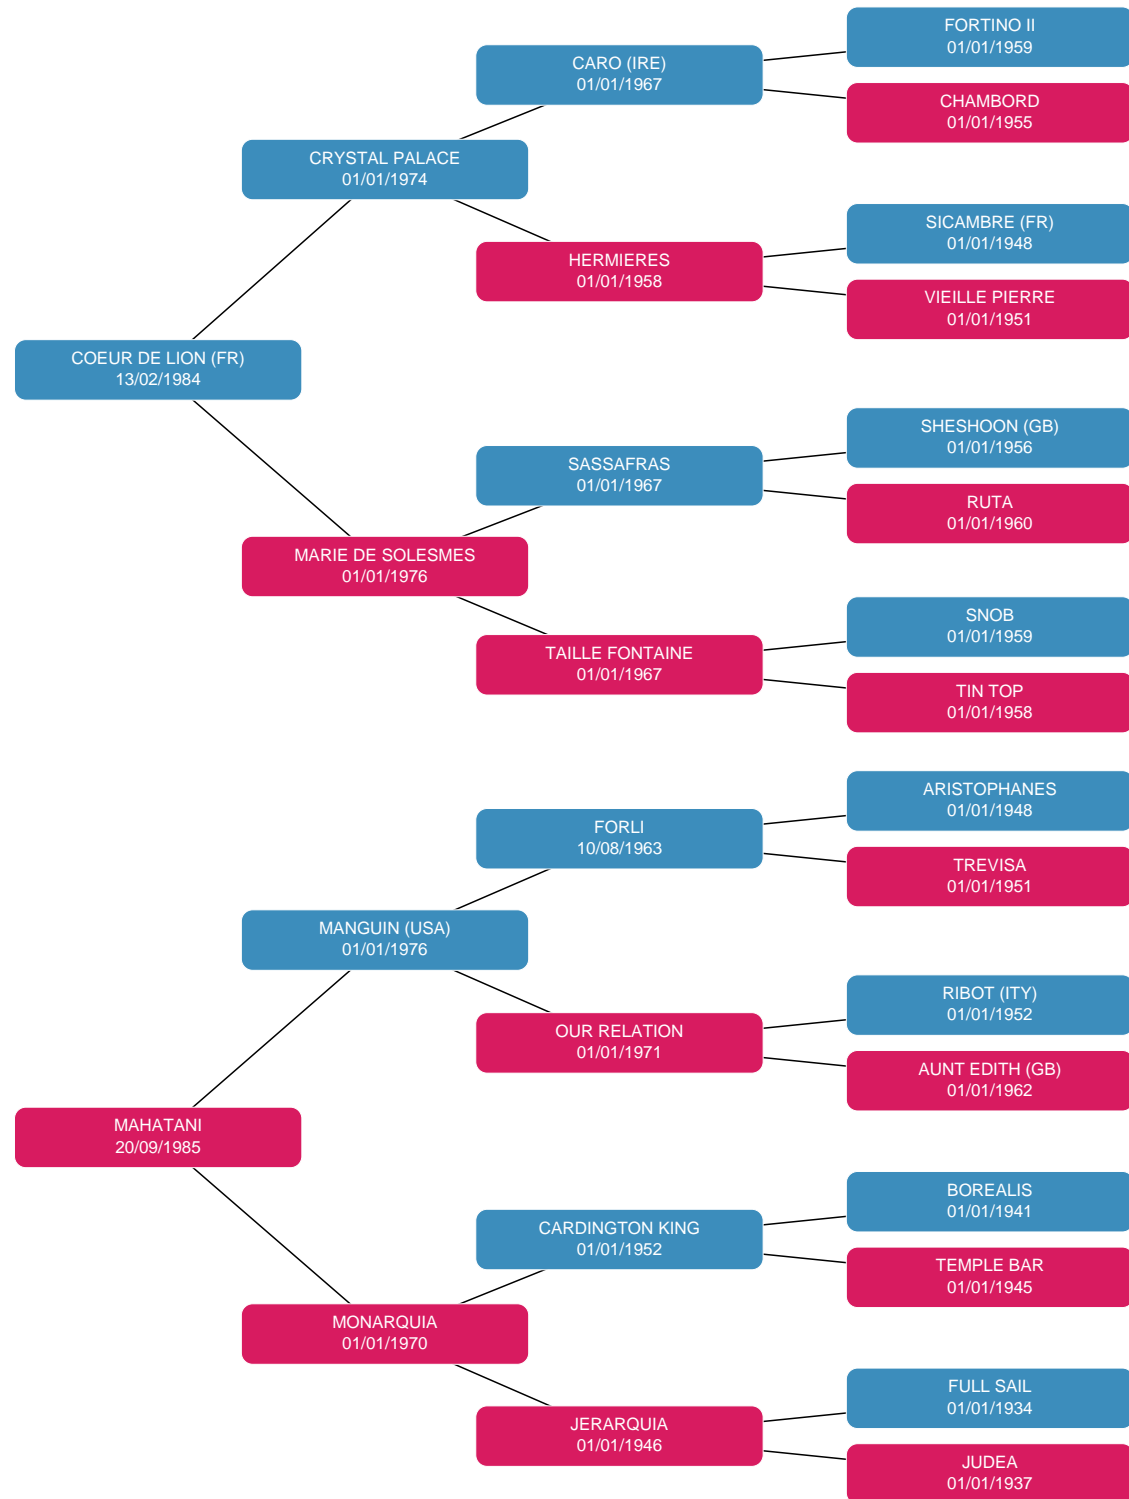 FORTINO II
01/01/1959
CARO (IRE)
01/01/1967
CHAMBORD
01/01/1955
CRYSTAL PALACE
01/01/1974
SICAMBRE (FR)
01/01/1948
HERMIERES
01/01/1958
VIEILLE PIERRE
01/01/1951
COEUR DE LION (FR)
13/02/1984
SHESHOON (GB)
01/01/1956
SASSAFRAS
01/01/1967
RUTA
01/01/1960
MARIE DE SOLESMES
01/01/1976
SNOB
01/01/1959
TAILLE FONTAINE
01/01/1967
TIN TOP
01/01/1958
ARISTOPHANES
01/01/1948
FORLI
10/08/1963
TREVISA
01/01/1951
MANGUIN (USA)
01/01/1976
RIBOT (ITY)
01/01/1952
OUR RELATION
01/01/1971
AUNT EDITH (GB)
01/01/1962
MAHATANI
20/09/1985
BOREALIS
01/01/1941
CARDINGTON KING
01/01/1952
TEMPLE BAR
01/01/1945
MONARQUIA
01/01/1970
FULL SAIL
01/01/1934
JERARQUIA
01/01/1946
JUDEA
01/01/1937